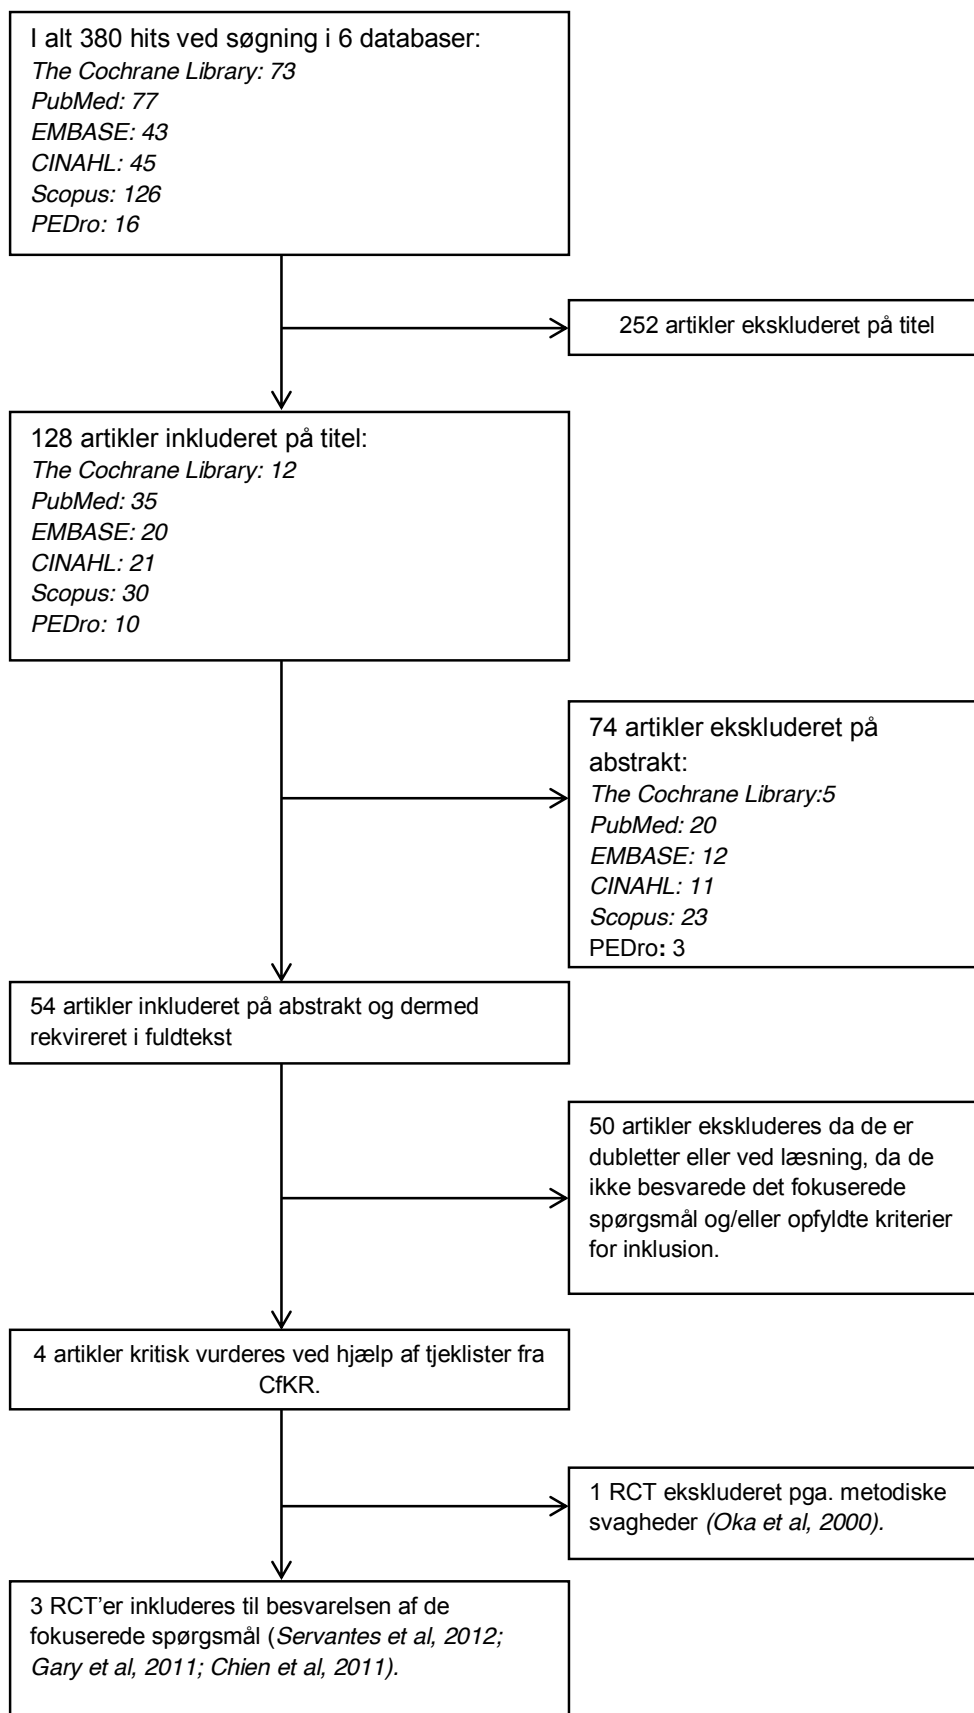 I alt 380 hits ved søgning i 6 databaser:
The Cochrane Library: 73
PubMed: 77
EMBASE: 43
CINAHL: 45
Scopus: 126
PEDro: 16
252 artikler ekskluderet på titel
128 artikler inkluderet på titel:
The Cochrane Library: 12
PubMed: 35
EMBASE: 20
CINAHL: 21
Scopus: 30
PEDro: 10
74 artikler ekskluderet på
abstrakt:
The Cochrane Library:5
PubMed: 20
EMBASE: 12
CINAHL: 11
Scopus: 23
PEDro: 3
54 artikler inkluderet på abstrakt og dermed
rekvireret i fuldtekst
50 artikler ekskluderes da de er
dubletter eller ved læsning, da de
ikke besvarede det fokuserede
spørgsmål og/eller opfyldte kriterier
for inklusion.
4 artikler kritisk vurderes ved hjælp af tjeklister fra
CfKR.
1 RCT ekskluderet pga. metodiske
svagheder (Oka et al, 2000).
3 RCT’er inkluderes til besvarelsen af de
fokuserede spørgsmål (Servantes et al, 2012;
Gary et al, 2011; Chien et al, 2011).